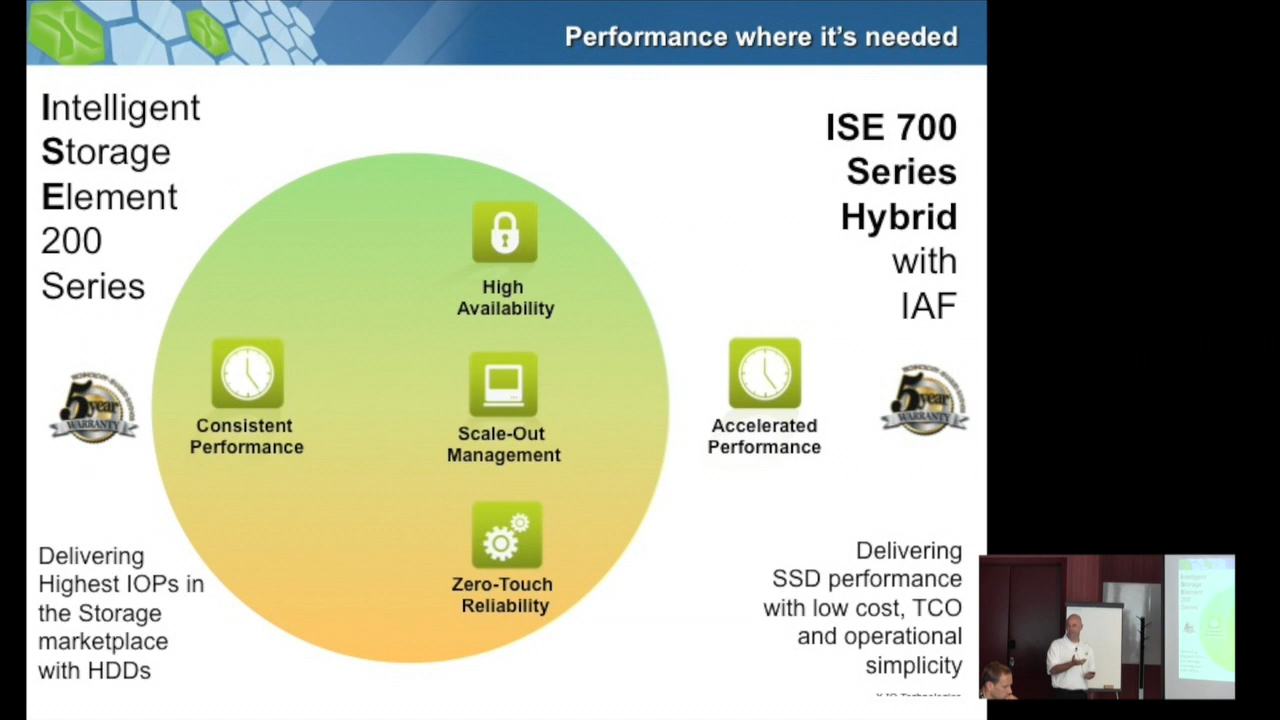 Performance where it's needed
Intelligent
Storage
Element
200
Series
ISE 700
Series
Hybrid
with
IAF
High
Availability
Consistent
Performance
Scale-Out
Management
Accelerated
Performance
Zero-Touch
Reliability
5
year
WARRANTY
5
year
WARRANTY
Delivering
Highest IOPs in
the Storage
marketplace
with HDDs
Delivering
SSD performance
with low cost, TCO
and operational
simplicity